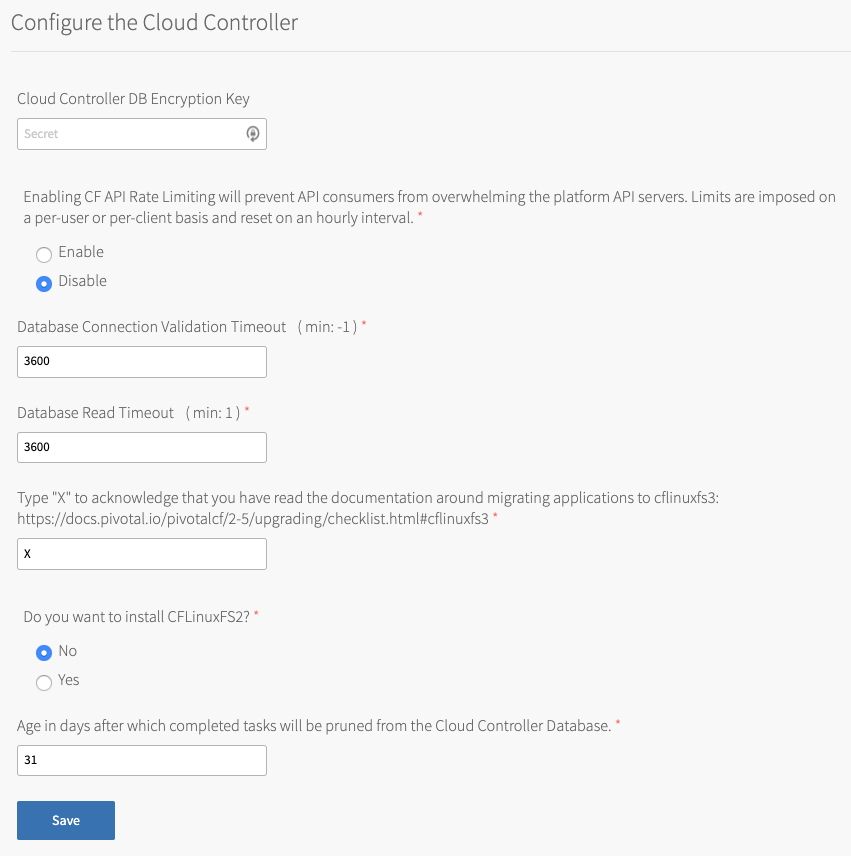 Configure the Cloud Controller
Cloud Controller DB Encryption Key
Secret
Enabling CF API Rate Limiting will prevent API consumers from overwhelming the platform API servers. Limits are imposed on
a per-user or per-client basis and reset on an hourly interval. *
Enable
Disable
Database Connection Validation Timeout ( min: -1 ) *
3600
Database Read Timeout ( min: 1 ) *
3600
Type "X" to acknowledge that you have read the documentation around migrating applications to cflinuxfs3:
https://docs.pivotal.io/pivotalcf/2-5/upgrading/checklist.html#cflinuxfs3 *
X
Do you want to install CFLinuxFS2? *
No
Yes
Age in days after which completed tasks will be pruned from the Cloud Controller Database. *
31
Save